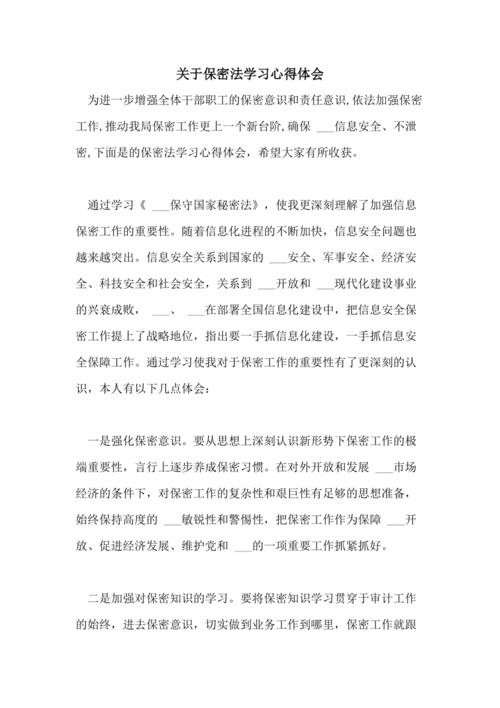 关于保密法学习心得体会
为进一步增强全体干部职工的保密意识和责任意识,依法加强保密
工作,推动我局保密工作更上一个新台阶,确保 ___信息安全、不泄
密,下面是的保密法学习心得体会，希望大家有所收获。
通过学习《 ___保守国家秘密法》，使我更深刻理解了加强信息
保密工作的重要性。随着信息化进程的不断加快，信息安全问题也
越来越突出。信息安全关系到国家的 ___安全、军事安全、经济安
全、科技安全和社会安全，关系到 ___开放和 ___现代化建设事业
的兴衰成败， ___、 ___在部署全国信息化建设中，把信息安全保
密工作提上了战略地位，指出要一手抓信息化建设，一手抓信息安
全保障工作。通过学习使我对于保密工作的重要性有了更深刻的认
识，本人有以下几点体会：
一是强化保密意识。要从思想上深刻认识新形势下保密工作的极
端重要性，言行上逐步养成保密习惯。在对外开放和发展 ___市场
经济的条件下，对保密工作的复杂性和艰巨性有足够的思想准备，
始终保持高度的 ___敏锐性和警惕性，把保密工作作为保障 ___开
放、促进经济发展、维护党和 ___的一项重要工作抓紧抓好。
二是加强对保密知识的学习。要将保密知识学习贯穿于审计工作
的始终，进去保密意识，切实做到业务工作到哪里，保密工作就跟